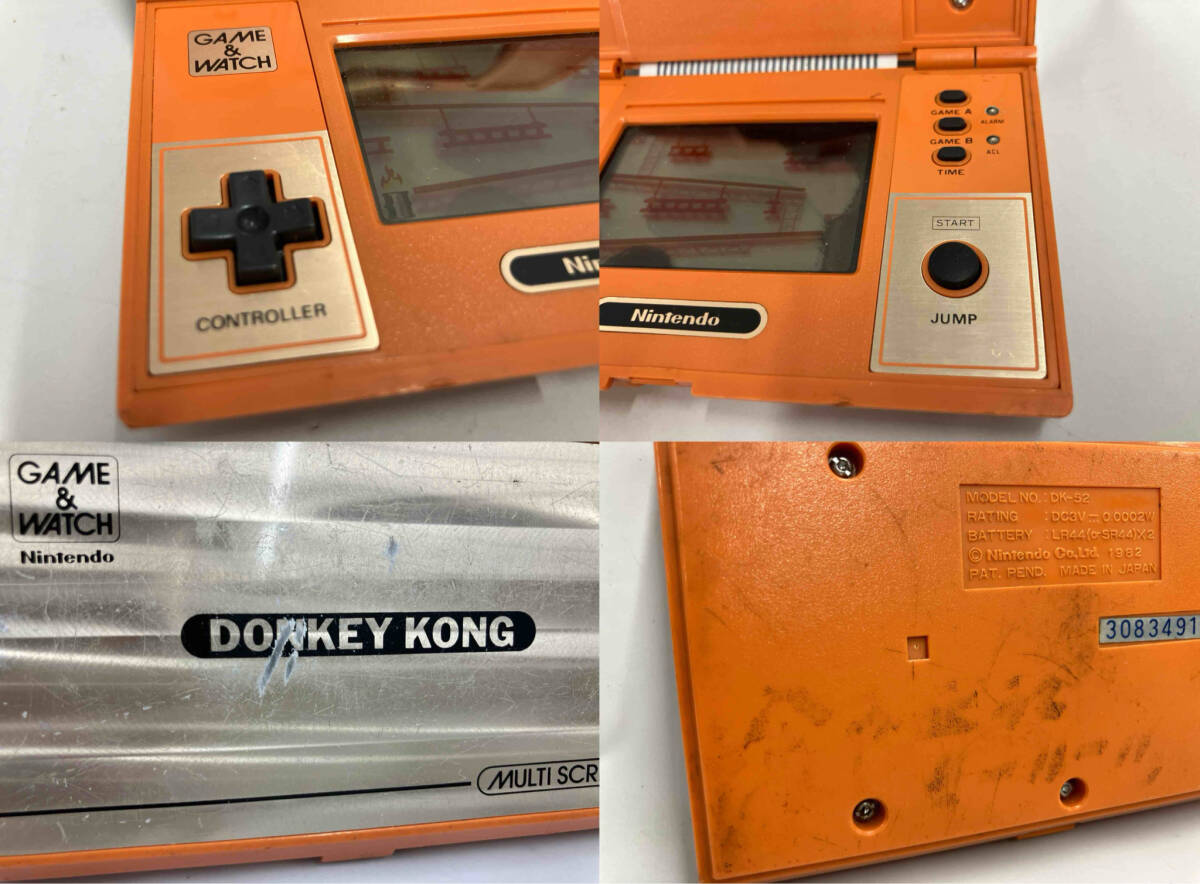 GAME
&
WATCH
CONTROLLER
Ni
GAME A
ALARM
GAME B
ACL
TIME
START
JUMP
Nintendo
GAME
&
WATCH
Nintendo
DONKEY KONG
MULTI SCR
MODEL NO. : DK-52
RATING : DC3V⎓0.0002W
BATTERY : LR44(or SR44)X2
© Nintendo Co., Ltd. 1982
PAT. PEND. MADE IN JAPAN
3083491